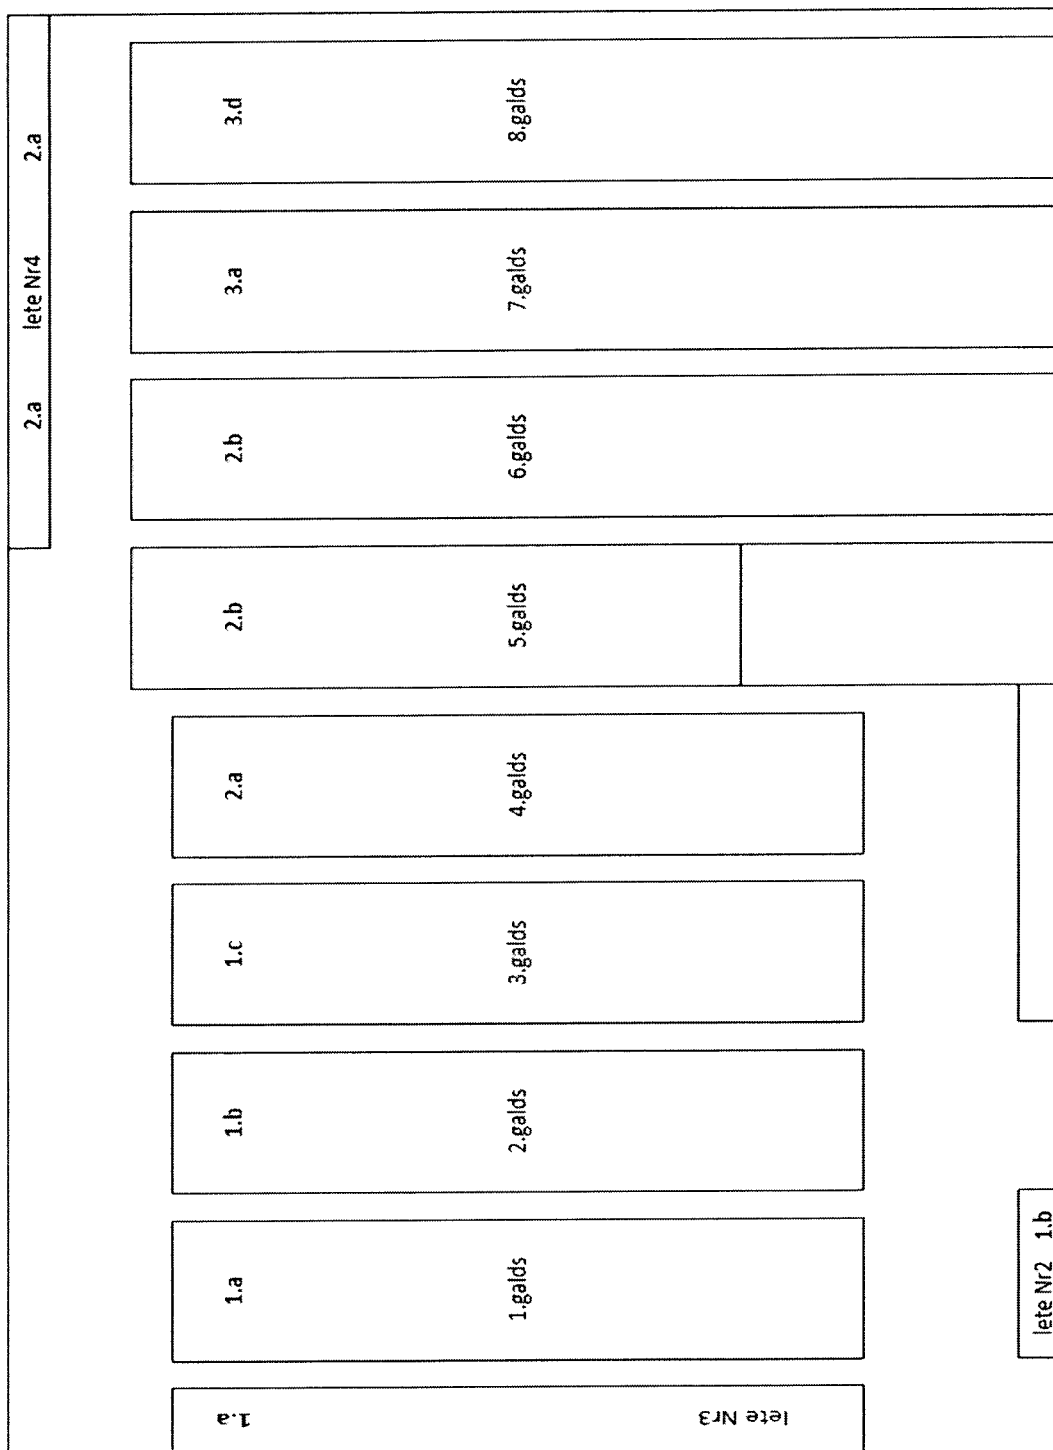 2.a lete Nr4 2.a
1.a
1.a 1.b 1.c 2.a 2.b 2.b 3.a 3.d
1.galds 2.galds 3.galds 4.galds 5.galds 6.galds 7.galds 8.galds
lete Nr3
lete Nr2 1.b